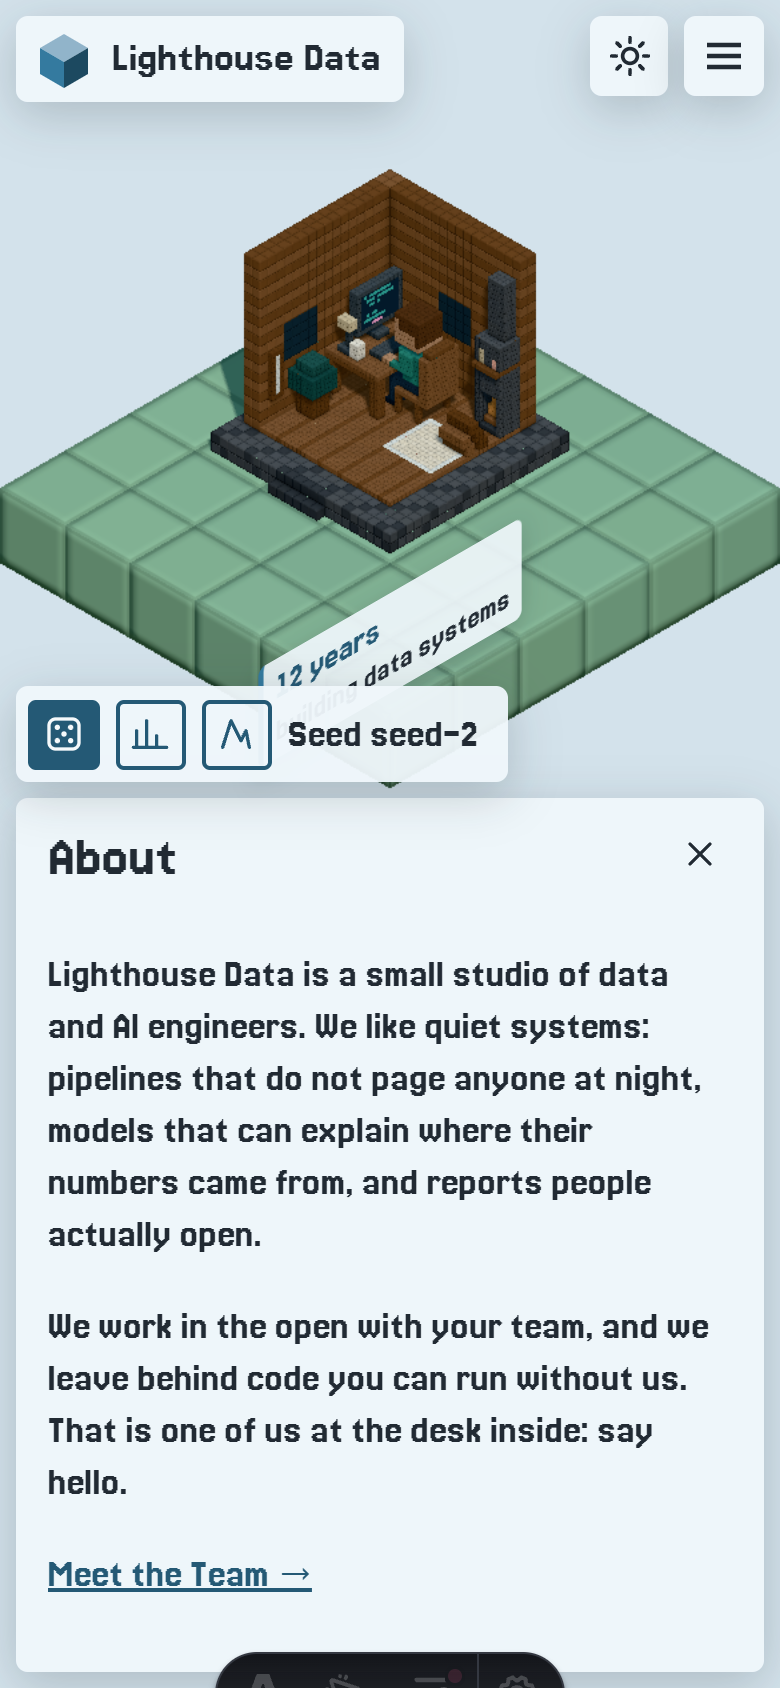 Lighthouse Data
12 years
building data systems
Seed seed-2
About
Lighthouse Data is a small studio of data
and AI engineers. We like quiet systems:
pipelines that do not page anyone at night,
models that can explain where their
numbers came from, and reports people
actually open.
We work in the open with your team, and we
leave behind code you can run without us.
That is one of us at the desk inside: say
hello.
Meet the Team →